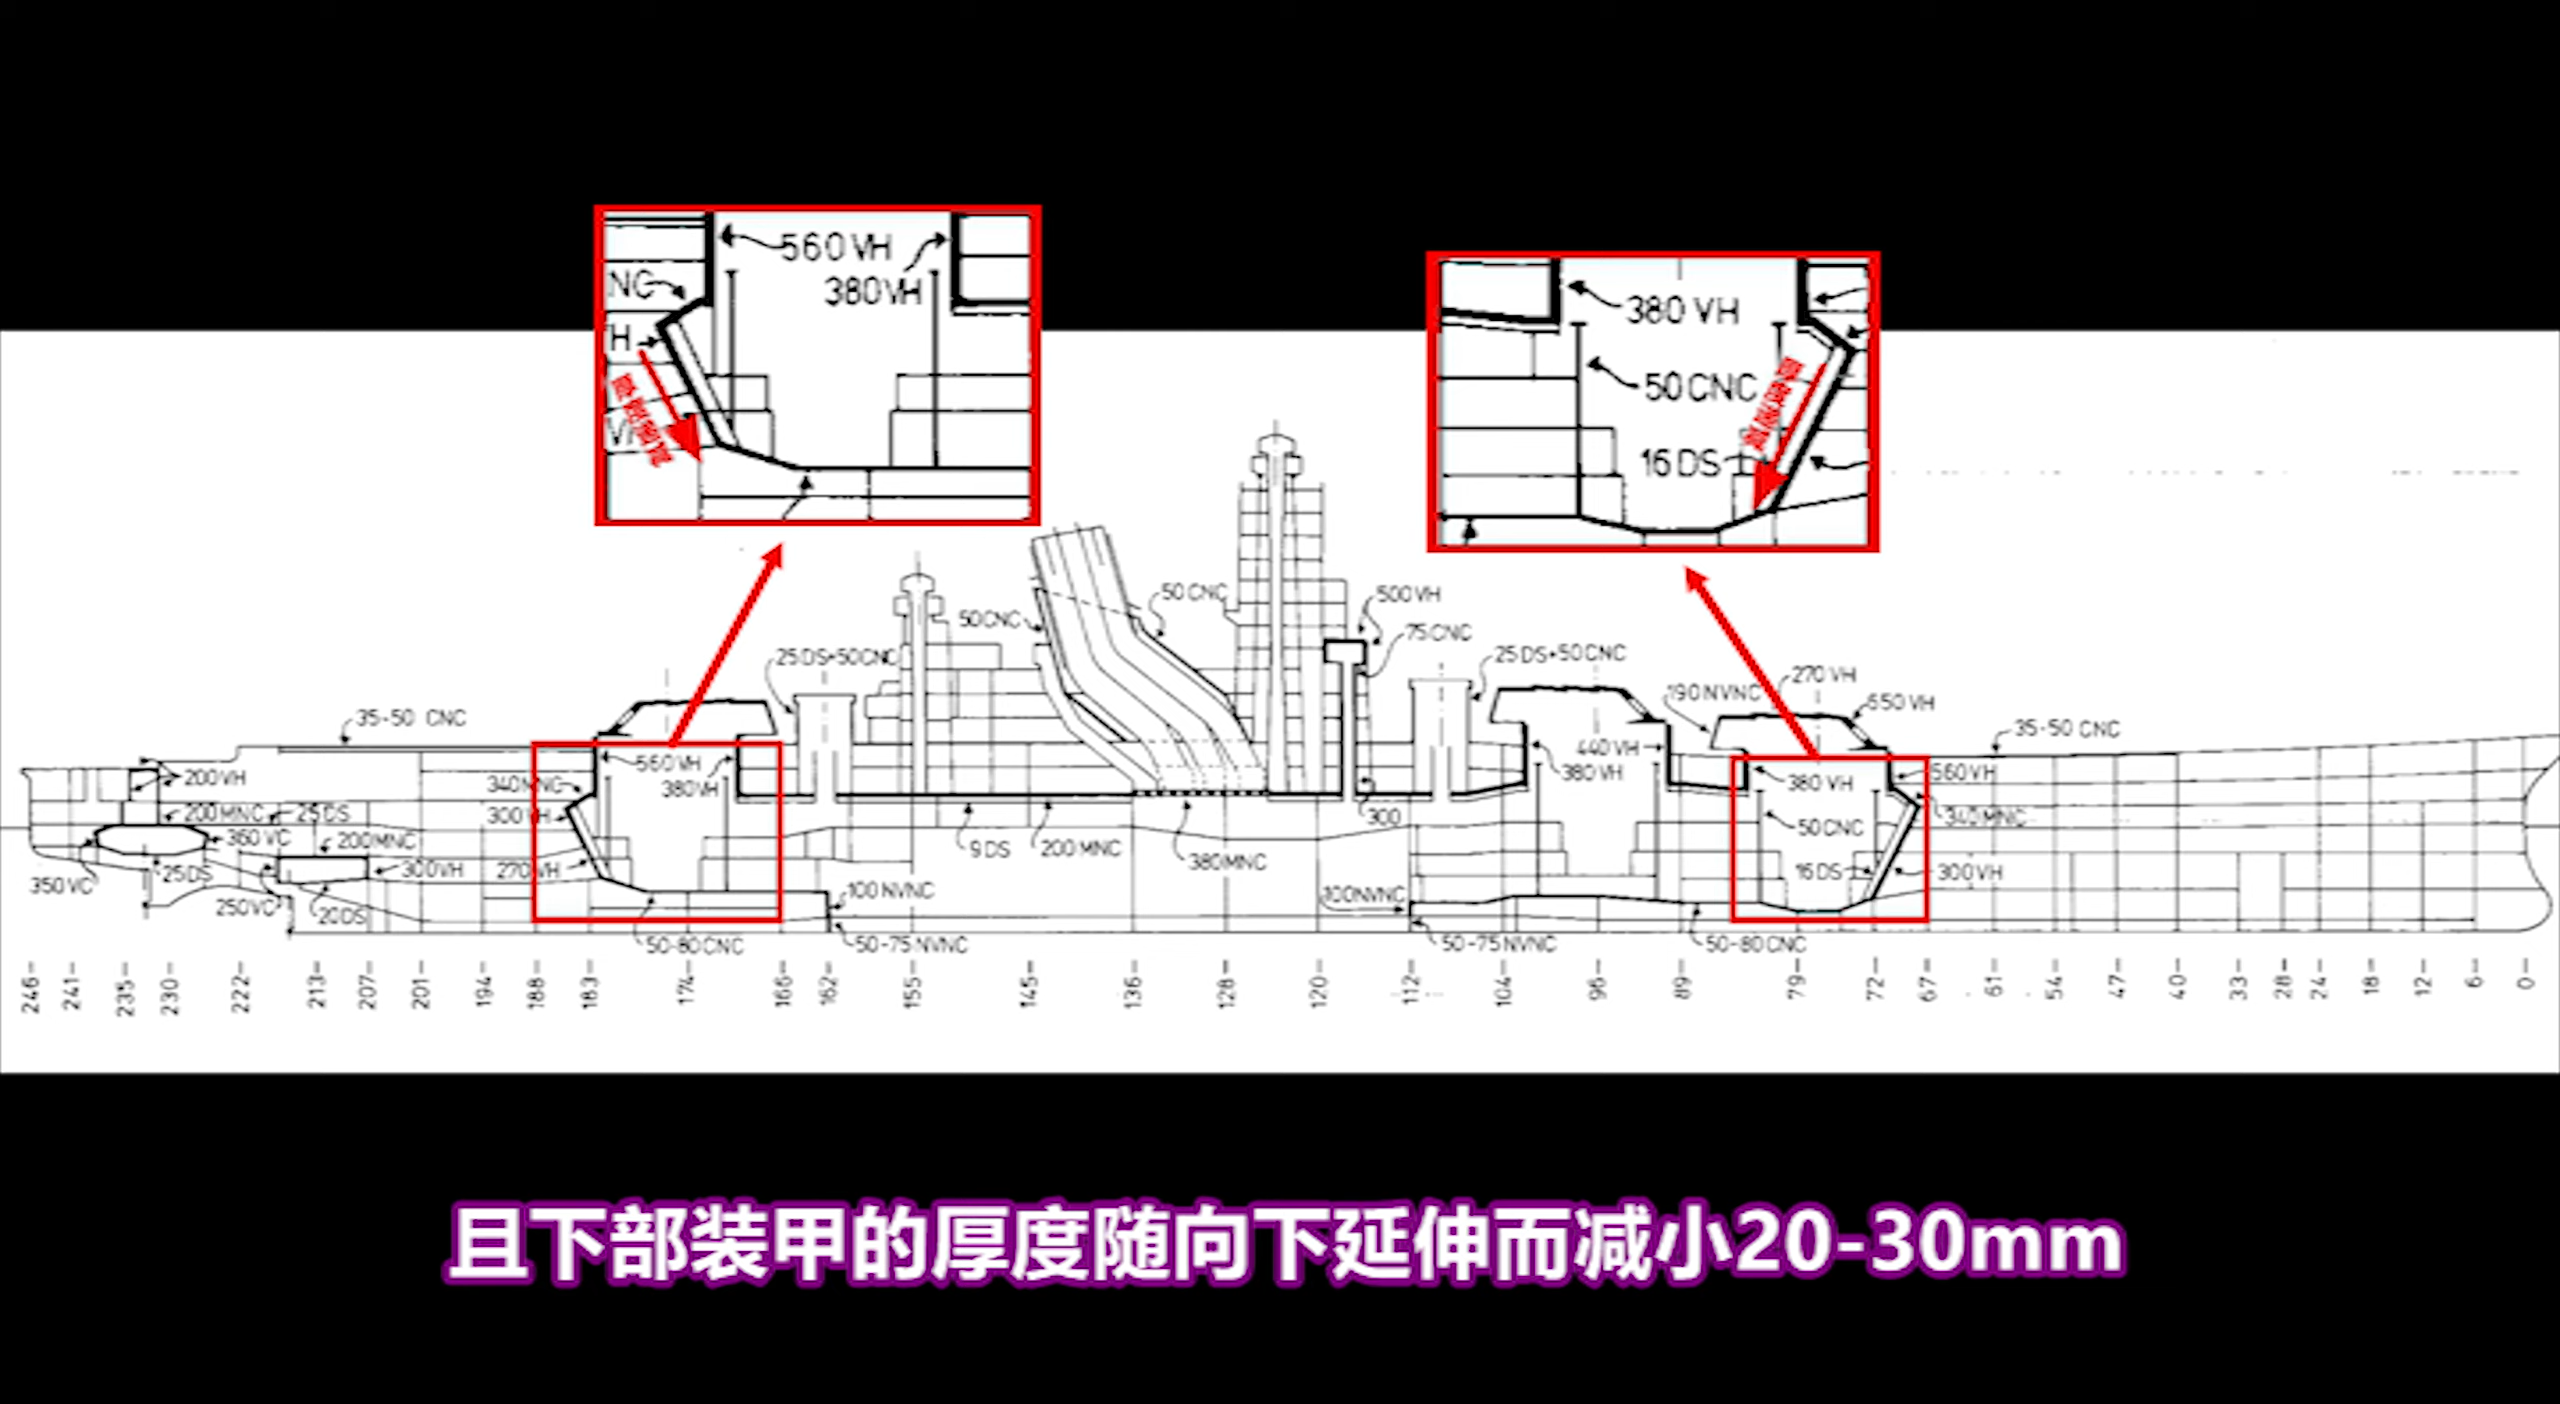 560 VH
NC
380 VH
H
厚度渐减
380 VH
50 CNC
16 DS
厚度渐减
500 VH
50 CNC
50 CNC
75 CNC
25 DS+50 CNC
25 DS+50 CNC
270 VH
190 NVNC
650 VH
35-50 CNC
35-50 CNC
560 VH
440 VH
200 VH
340 MNC
380 VH
380 VH
380 VH
560 VH
200 MNC
25 DS
300 VH
300
50 CNC
340 MNC
360 VC
200 MNC
9 DS
200 MNC
380 MNC
350 VC
25 DS
300 VH
270 VH
16 DS
300 VH
250 VC
20 DS
100 NVNC
100 NVNC
50-80 CNC
50-75 NVNC
50-75 NVNC
50-80 CNC
246 241 235 230 222 213 207 201 194 188 183 174 166 162 155 145 136 128 120 112 104 96 89 79 72 67 61 54 47 40 33 28 24 18 12 6 0
且下部装甲的厚度随向下延伸而减小20-30mm